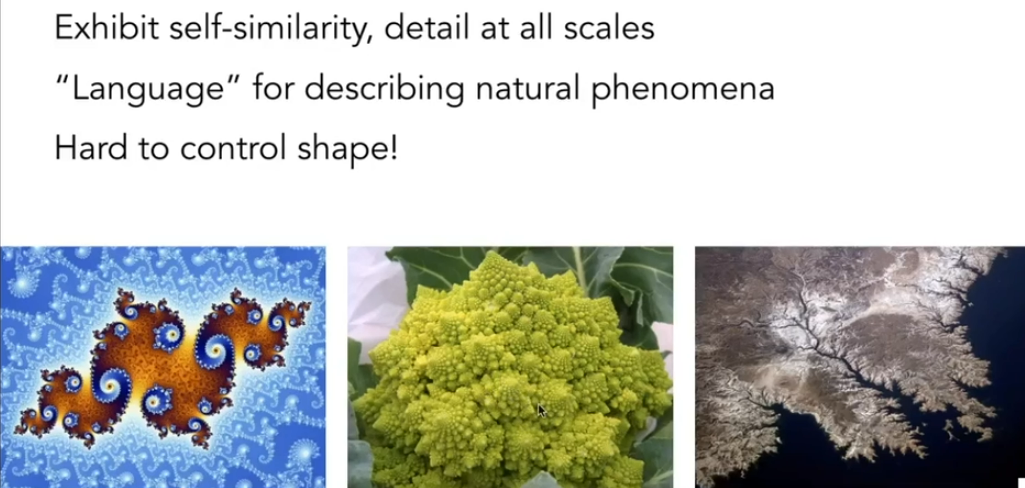 Exhibit self-similarity, detail at all scales
“Language” for describing natural phenomena
Hard to control shape!